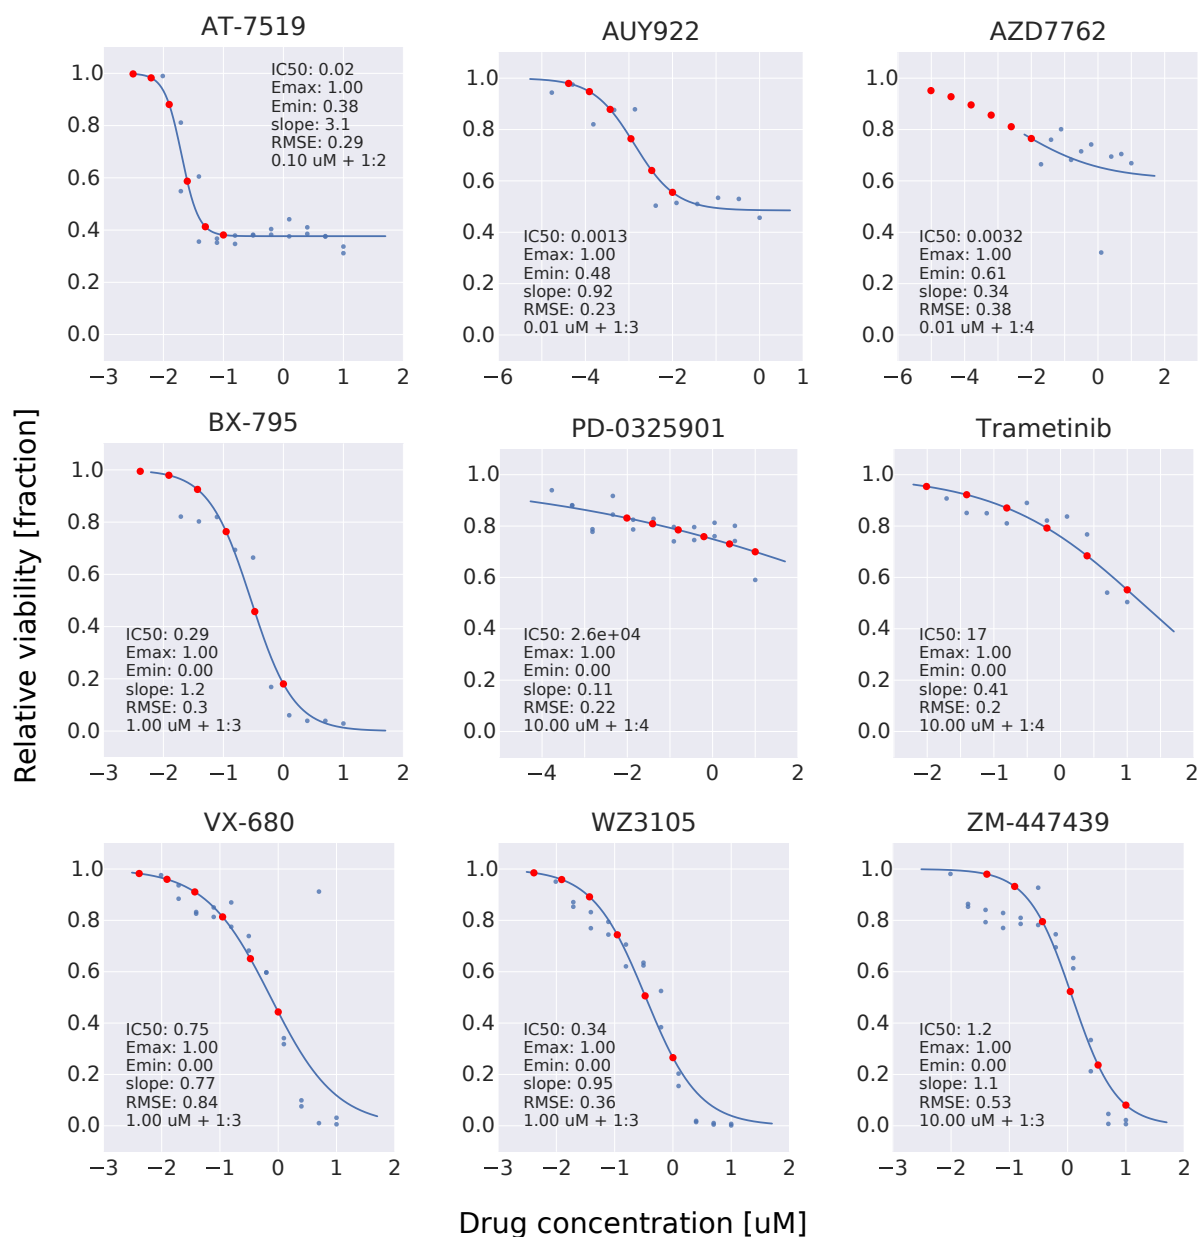 AT-7519
1.0
0.8
0.6
0.4
0.2
0.0
IC50: 0.02
Emax: 1.00
Emin: 0.38
slope: 3.1
RMSE: 0.29
0.10 uM + 1:2
−3 −2 −1 0 1 2
AUY922
1.0
0.8
0.6
0.4
0.2
0.0
IC50: 0.0013
Emax: 1.00
Emin: 0.48
slope: 0.92
RMSE: 0.23
0.01 uM + 1:3
−6 −5 −4 −3 −2 −1 0 1
AZD7762
1.0
0.8
0.6
0.4
0.2
0.0
IC50: 0.0032
Emax: 1.00
Emin: 0.61
slope: 0.34
RMSE: 0.38
0.01 uM + 1:4
−6 −4 −2 0 2
Relative viability [fraction]
BX-795
1.0
0.8
0.6
0.4
0.2
0.0
IC50: 0.29
Emax: 1.00
Emin: 0.00
slope: 1.2
RMSE: 0.3
1.00 uM + 1:3
−3 −2 −1 0 1 2
PD-0325901
1.0
0.8
0.6
0.4
0.2
0.0
IC50: 2.6e+04
Emax: 1.00
Emin: 0.00
slope: 0.11
RMSE: 0.22
10.00 uM + 1:4
−4 −2 0 2
Trametinib
1.0
0.8
0.6
0.4
0.2
0.0
IC50: 17
Emax: 1.00
Emin: 0.00
slope: 0.41
RMSE: 0.2
10.00 uM + 1:4
−2 −1 0 1 2
VX-680
1.0
0.8
0.6
0.4
0.2
0.0
IC50: 0.75
Emax: 1.00
Emin: 0.00
slope: 0.77
RMSE: 0.84
1.00 uM + 1:3
−3 −2 −1 0 1 2
WZ3105
1.0
0.8
0.6
0.4
0.2
0.0
IC50: 0.34
Emax: 1.00
Emin: 0.00
slope: 0.95
RMSE: 0.36
1.00 uM + 1:3
−3 −2 −1 0 1 2
ZM-447439
1.0
0.8
0.6
0.4
0.2
0.0
IC50: 1.2
Emax: 1.00
Emin: 0.00
slope: 1.1
RMSE: 0.53
10.00 uM + 1:3
−3 −2 −1 0 1 2
Drug concentration [uM]